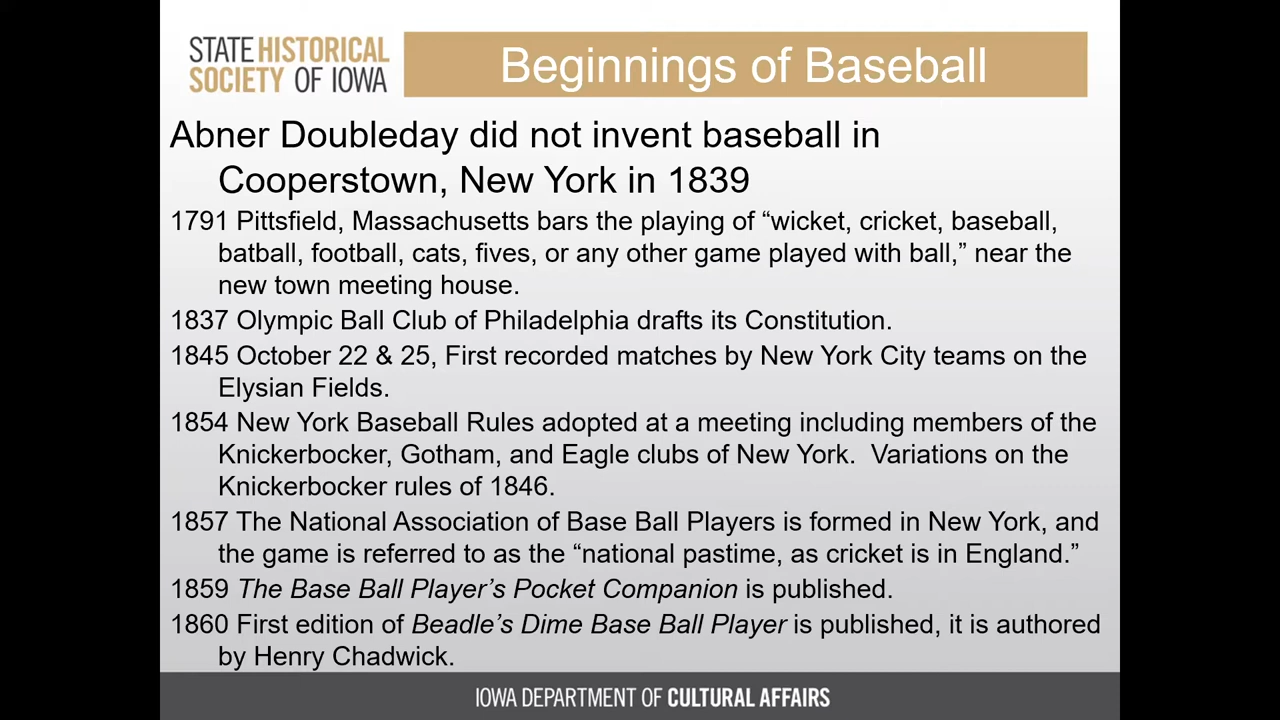 STATE HISTORICAL
SOCIETY OF IOWA
Beginnings of Baseball
Abner Doubleday did not invent baseball in
Cooperstown, New York in 1839
1791 Pittsfield, Massachusetts bars the playing of “wicket, cricket, baseball,
batball, football, cats, fives, or any other game played with ball,” near the
new town meeting house.
1837 Olympic Ball Club of Philadelphia drafts its Constitution.
1845 October 22 & 25, First recorded matches by New York City teams on the
Elysian Fields.
1854 New York Baseball Rules adopted at a meeting including members of the
Knickerbocker, Gotham, and Eagle clubs of New York.  Variations on the
Knickerbocker rules of 1846.
1857 The National Association of Base Ball Players is formed in New York, and
the game is referred to as the “national pastime, as cricket is in England.”
1859 The Base Ball Player’s Pocket Companion is published.
1860 First edition of Beadle’s Dime Base Ball Player is published, it is authored
by Henry Chadwick.
IOWA DEPARTMENT OF CULTURAL AFFAIRS